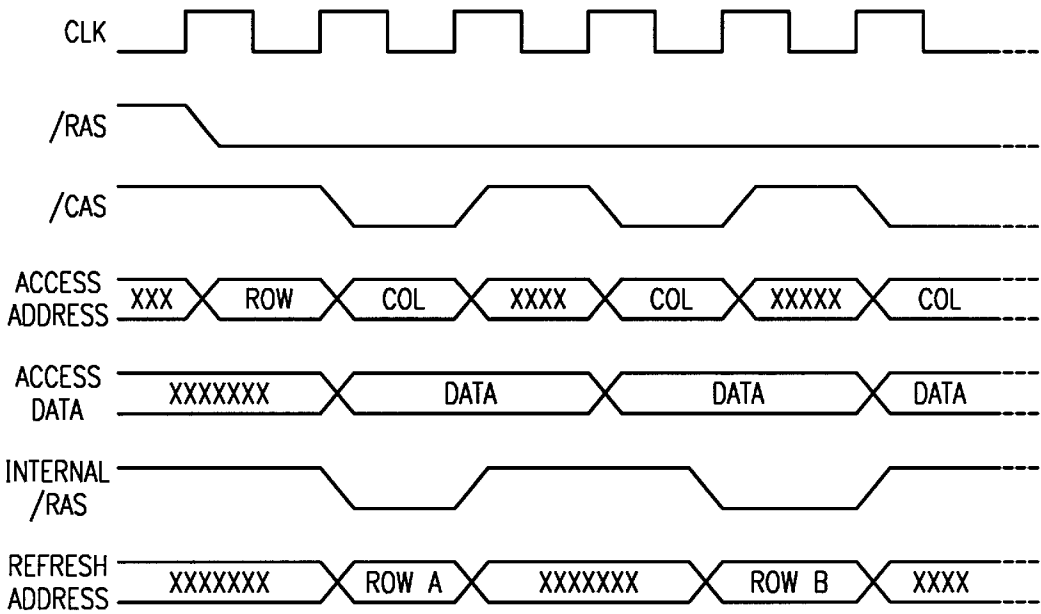 CLK
/RAS
/CAS
ACCESS
ADDRESS
XXX ROW COL XXXX COL XXXXX COL
ACCESS
DATA
XXXXXXX DATA DATA DATA
INTERNAL
/RAS
REFRESH
ADDRESS
XXXXXXX ROW A XXXXXXX ROW B XXXX